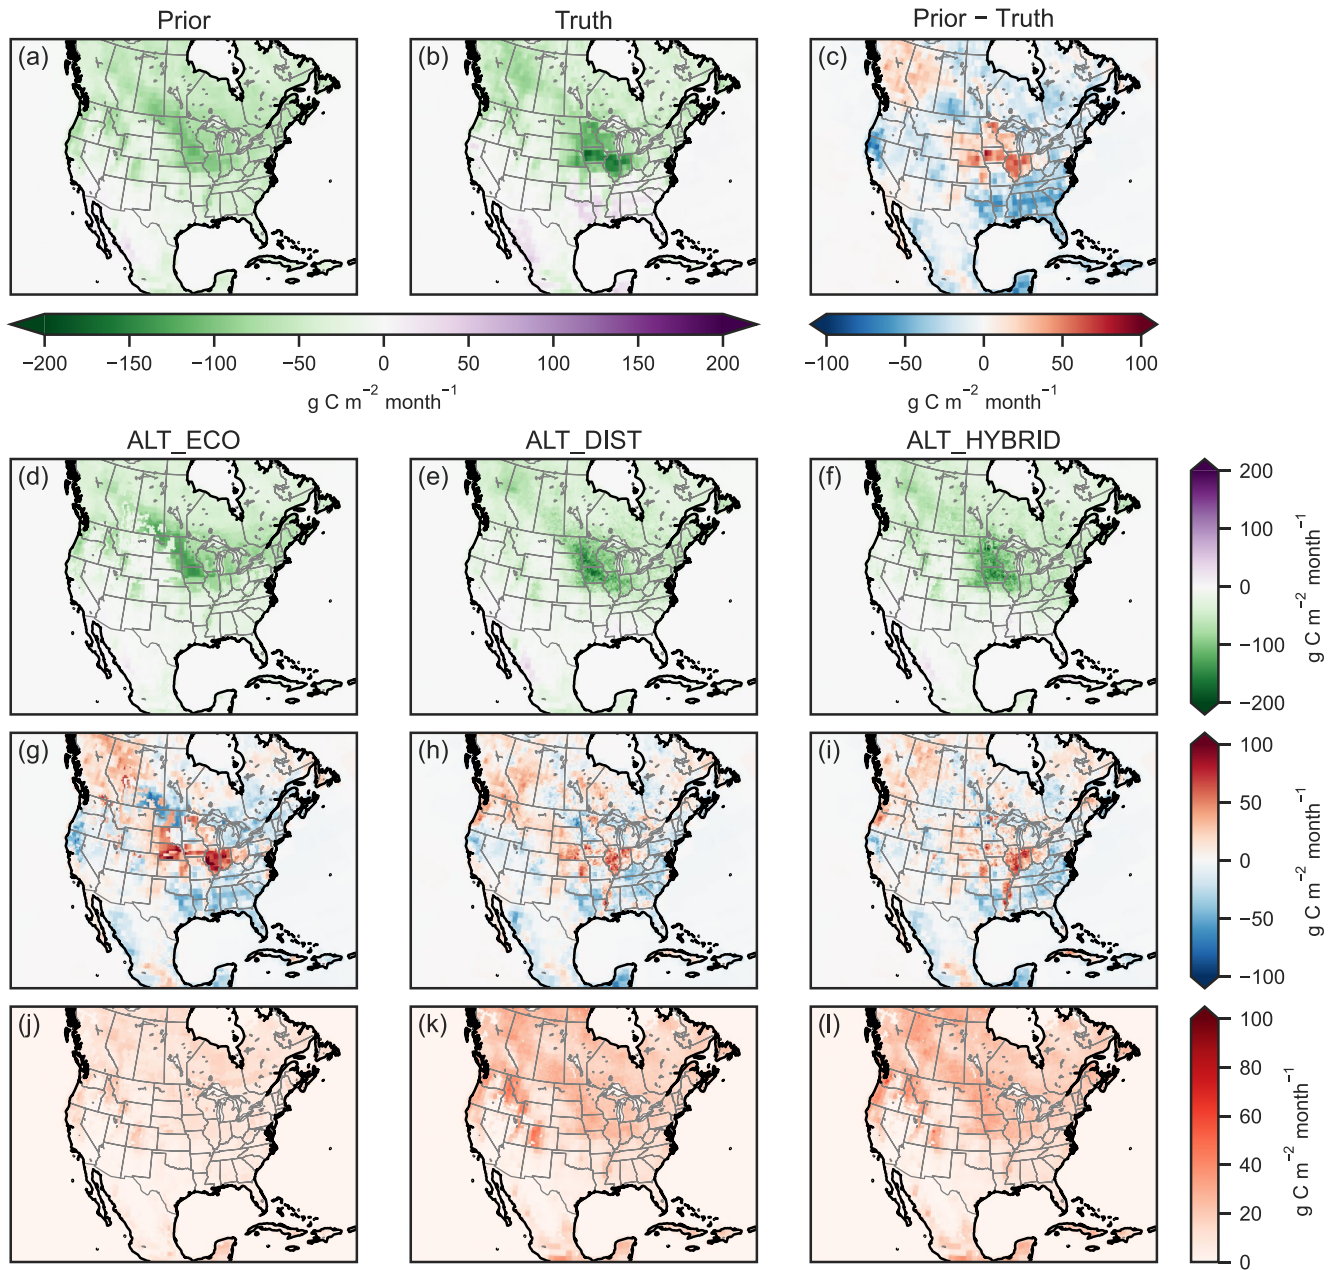 Prior
Truth
Prior − Truth
(a)
(b)
(c)
−200 −150 −100 −50 0 50 100 150 200
g C m⁻² month⁻¹
−100 −50 0 50 100
g C m⁻² month⁻¹
ALT_ECO
ALT_DIST
ALT_HYBRID
(d)
(e)
(f)
200
100
0
−100
−200
g C m⁻² month⁻¹
(g)
(h)
(i)
100
50
0
−50
−100
g C m⁻² month⁻¹
(j)
(k)
(l)
100
80
60
40
20
0
g C m⁻² month⁻¹